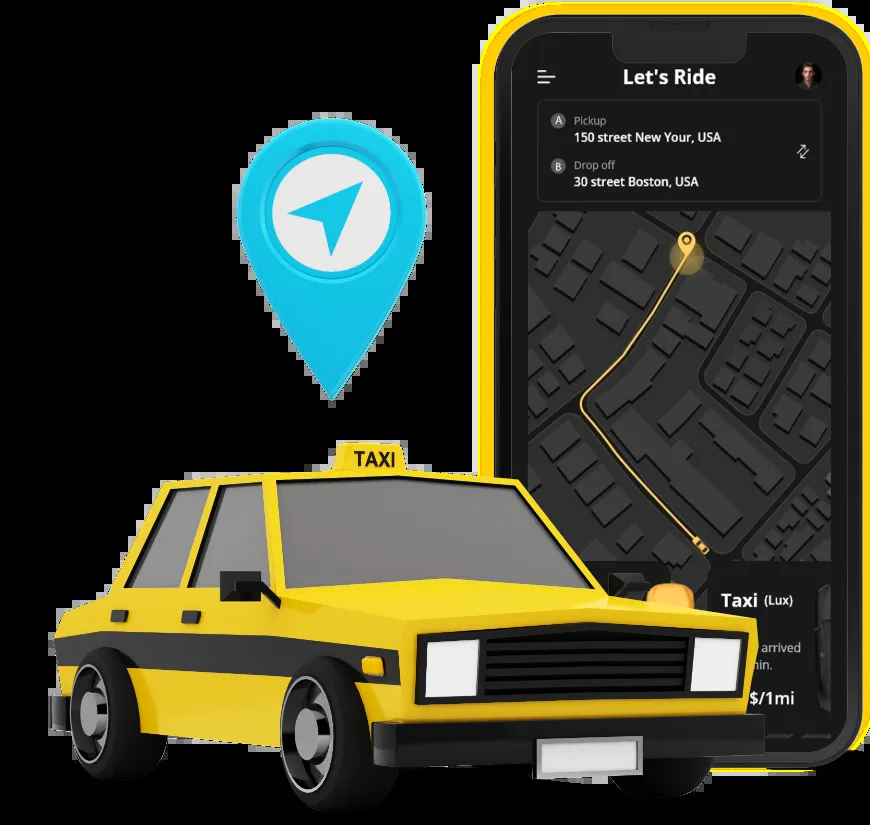 Let's Ride
A Pickup
150 street New Your, USA
B Drop off
30 street Boston, USA
TAXI
Taxi (Lux)
arrived
$/1mi